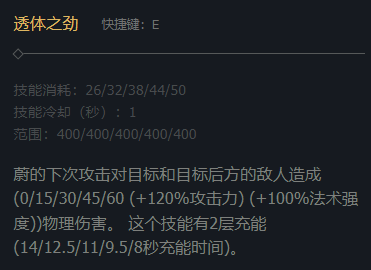 透体之劲 快捷键：E
技能消耗：26/32/38/44/50
技能冷却（秒）：1
范围：400/400/400/400/400
蔚的下次攻击对目标和目标后方的敌人造成
(0/15/30/45/60 (+120%攻击力) (+100%法术强
度))物理伤害。 这个技能有2层充能
(14/12.5/11/9.5/8秒充能时间)。